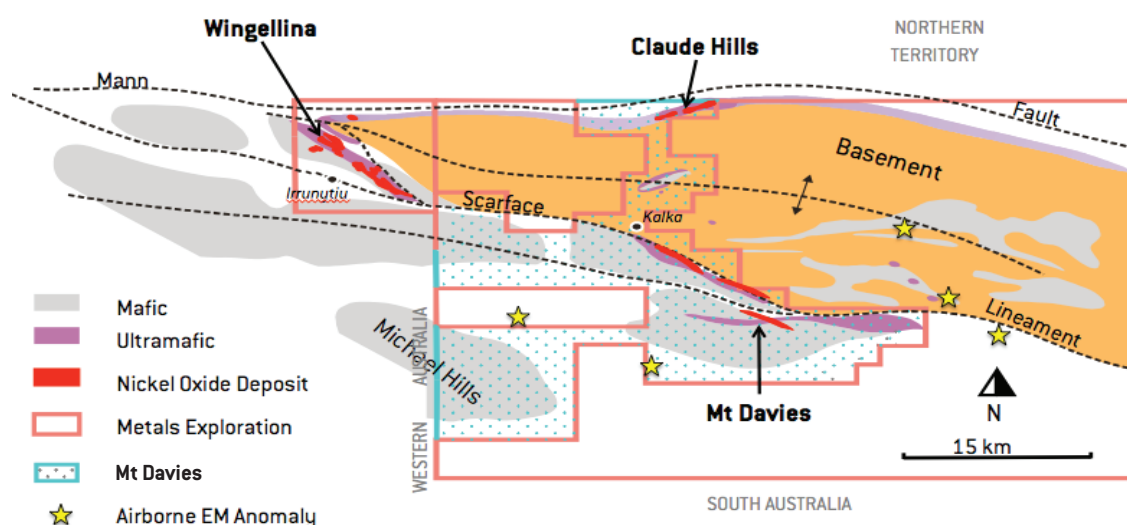 Wingellina
Claude Hills
NORTHERN
TERRITORY
Mann
Fault
Basement
Irrunytju
Scarface
Kalka
Lineament
Mafic
Ultramafic
Nickel Oxide Deposit
Metals Exploration
Mt Davies
Airborne EM Anomaly
Michael Hills
WESTERN AUSTRALIA
Mt Davies
N
15 km
SOUTH AUSTRALIA